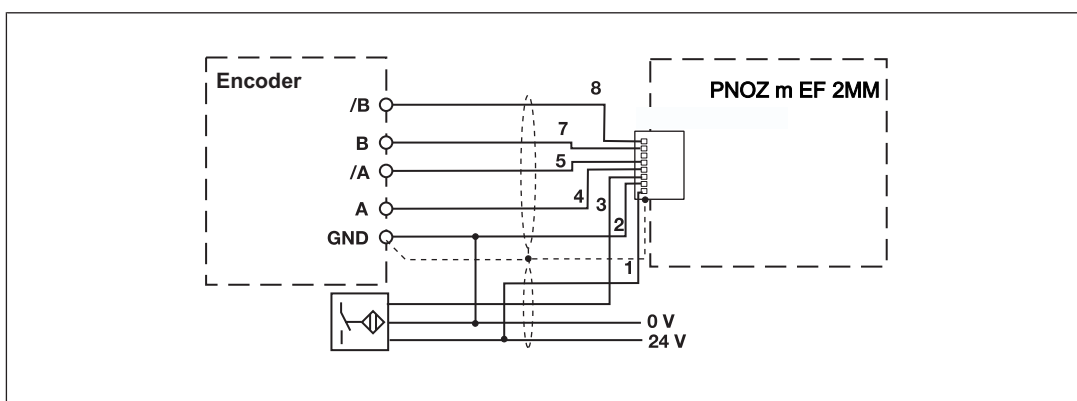 Encoder
PNOZ m EF 2MM
/B
8
B
7
/A
5
A
4
3
GND
2
1
0 V
24 V